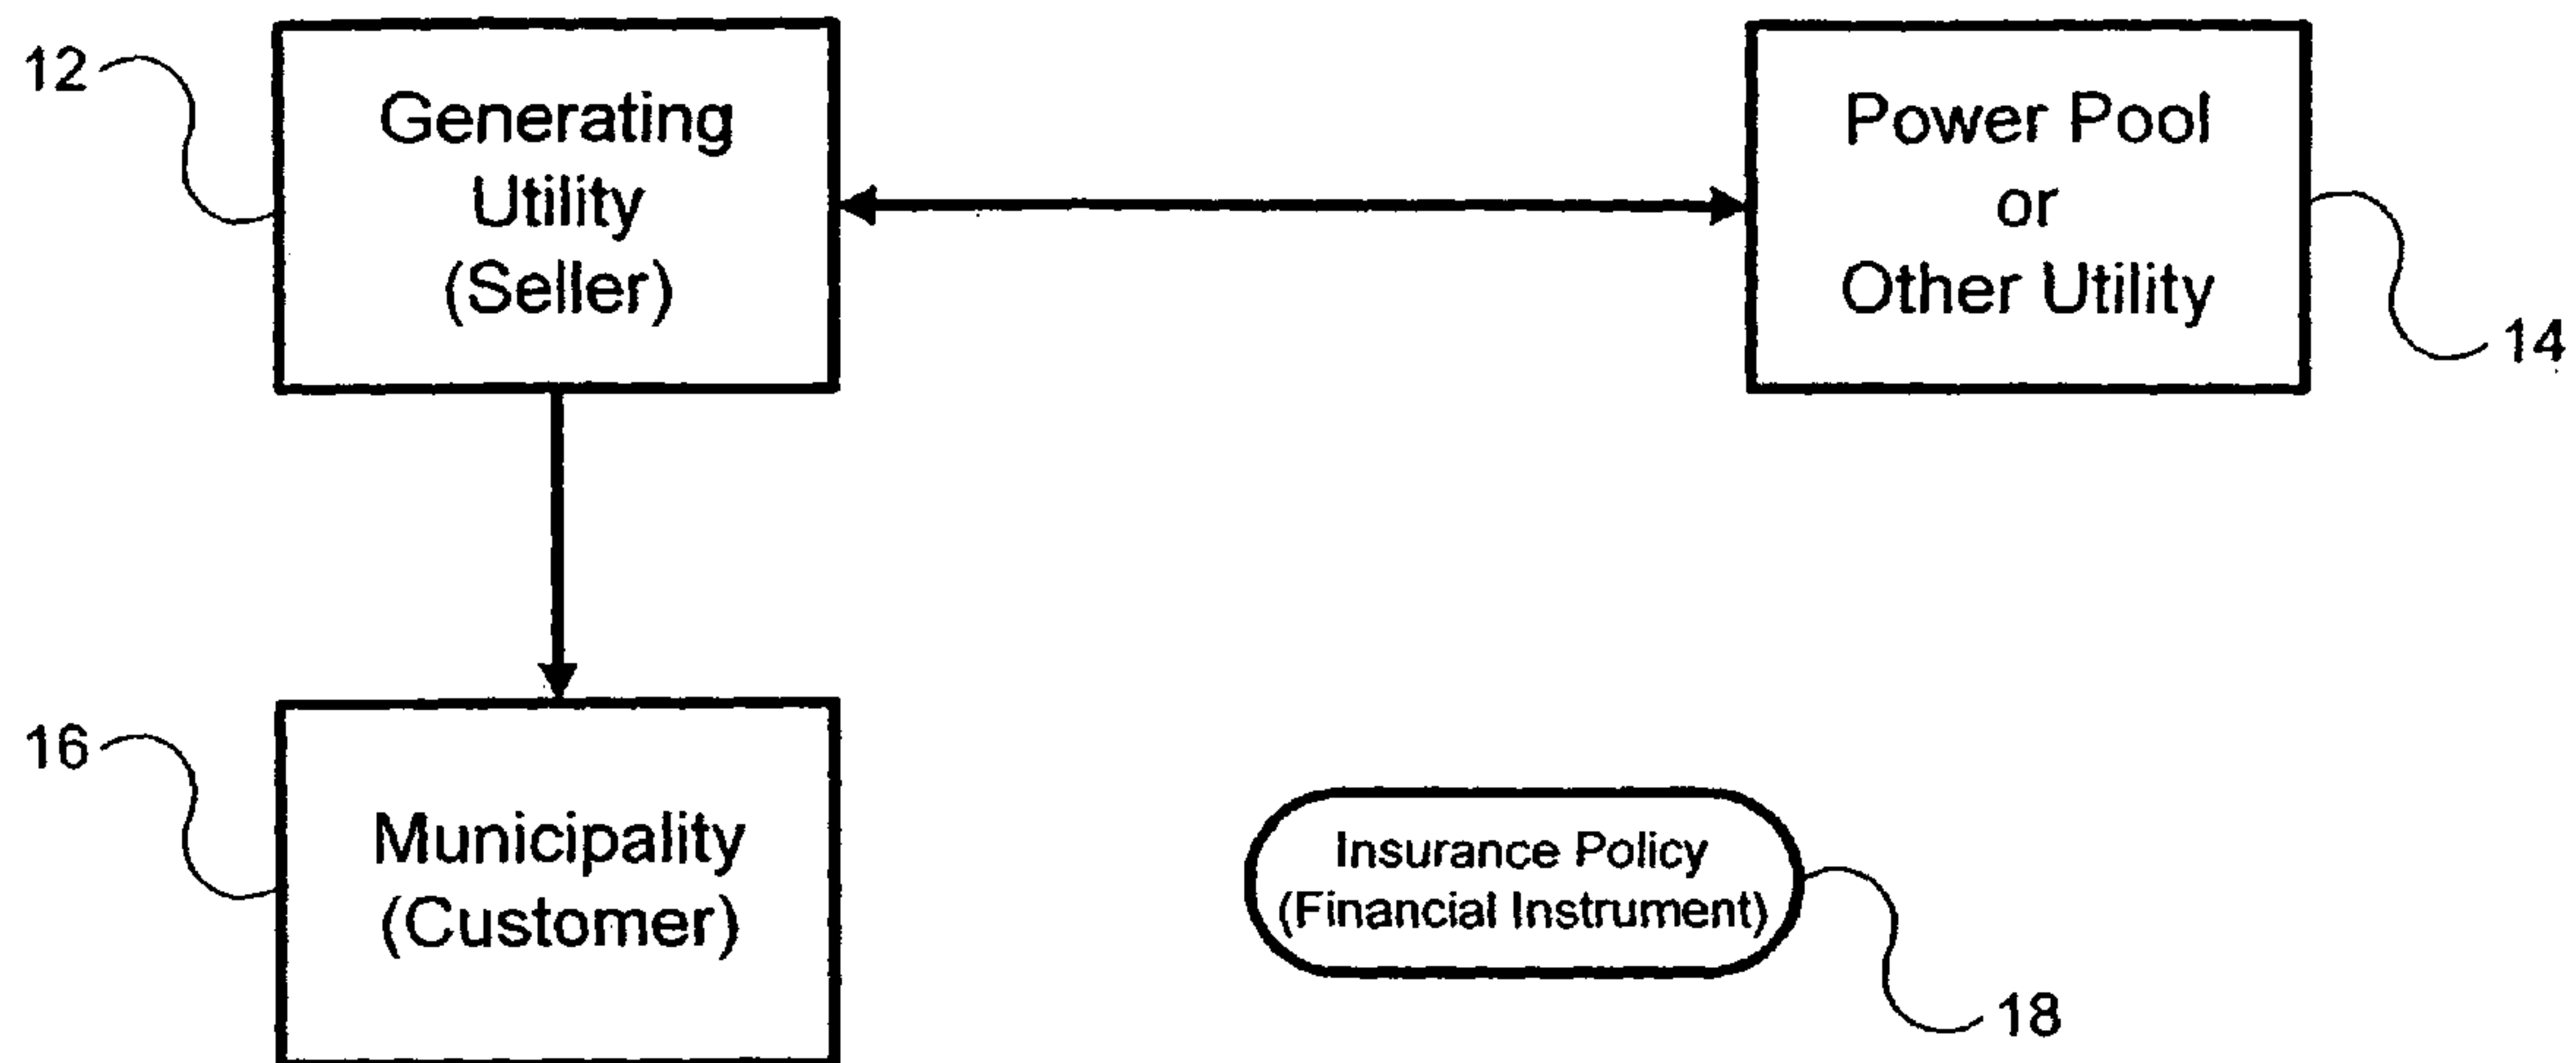 12
Generating
Utility
(Seller)
Power Pool
or
Other Utility
14
16
Municipality
(Customer)
Insurance Policy
(Financial Instrument)
18